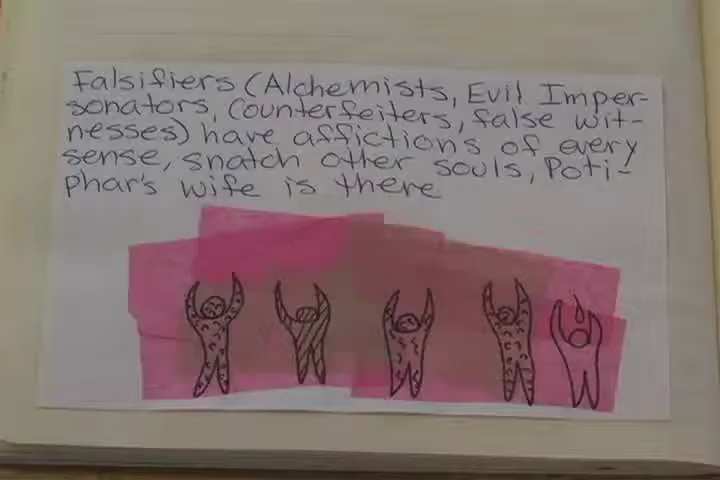 Falsifiers (Alchemists, Evil Imper-
sonators, Counterfeiters, false wit-
nesses) have affictions of every
sense, snatch other souls, Poti-
phar's wife is there